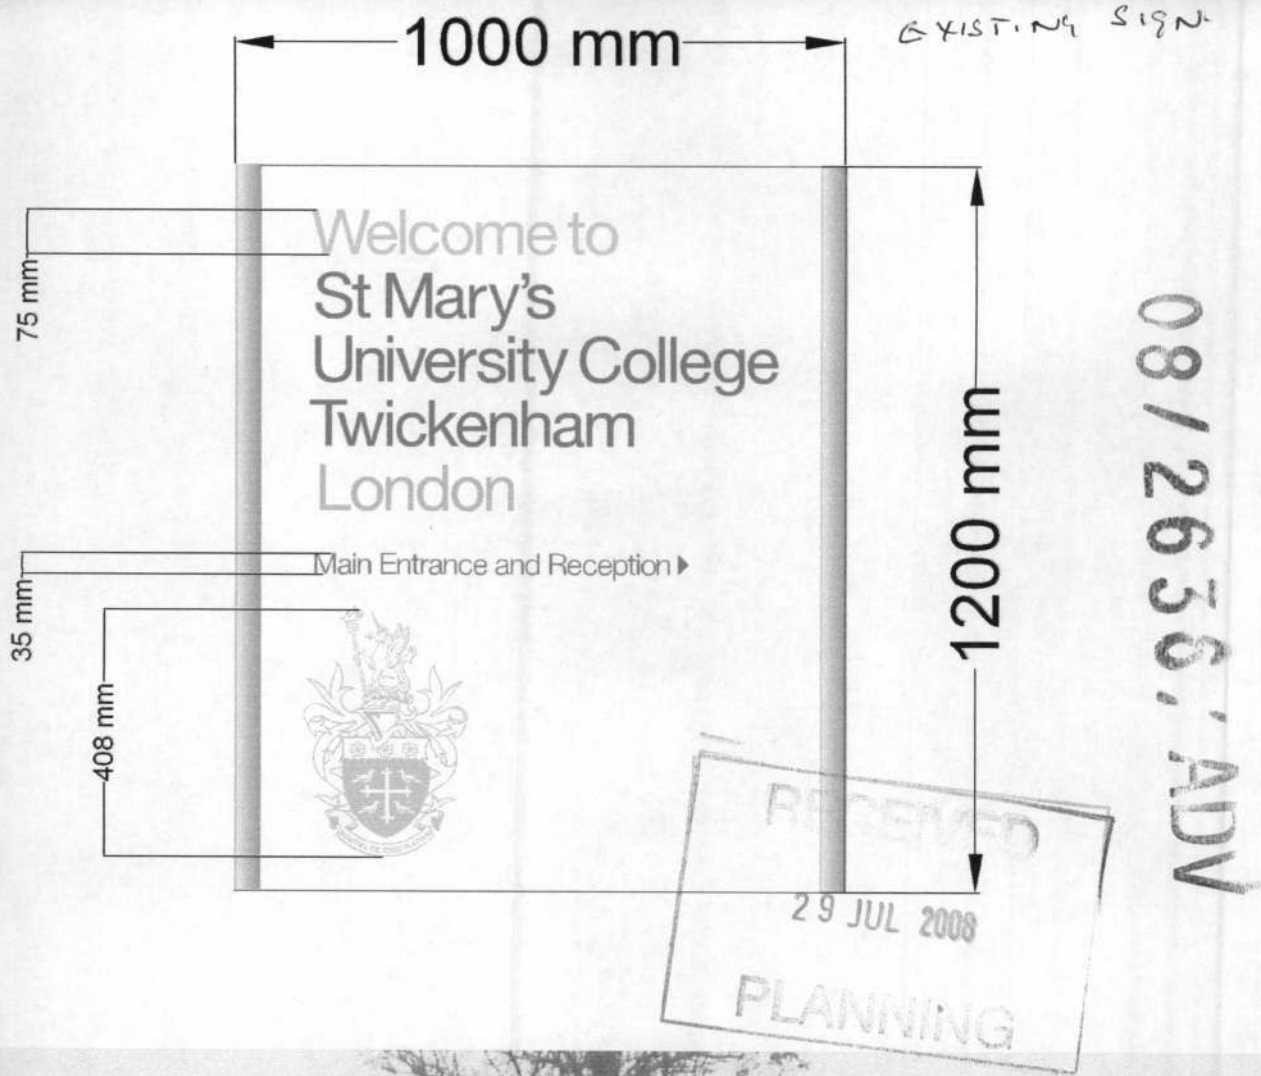 1000 mm
EXISTING SIGN.
Welcome to
St Mary's
University College
Twickenham
London
Main Entrance and Reception
75 mm
35 mm
408 mm
1200 mm
08/2636/ADV
RECEIVED
29 JUL 2008
PLANNING